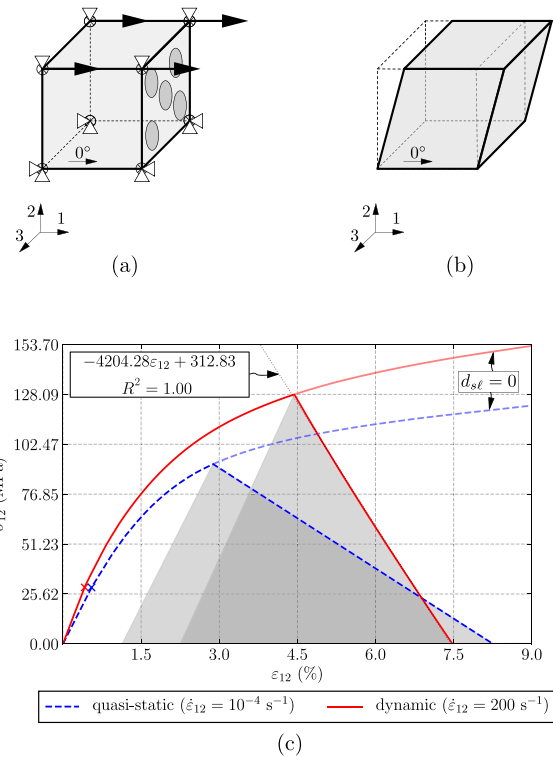 0°
2
1
3
(a)
0°
2
1
3
(b)
153.70
128.09
102.47
76.85
51.23
25.62
0.00
−4204.28ε₁₂ + 312.83
R² = 1.00
d_{sℓ} = 0
1.5
3.0
4.5
6.0
7.5
9.0
ε₁₂ (%)
quasi-static (ε̇₁₂ = 10⁻⁴ s⁻¹)
dynamic (ε̇₁₂ = 200 s⁻¹)
(c)